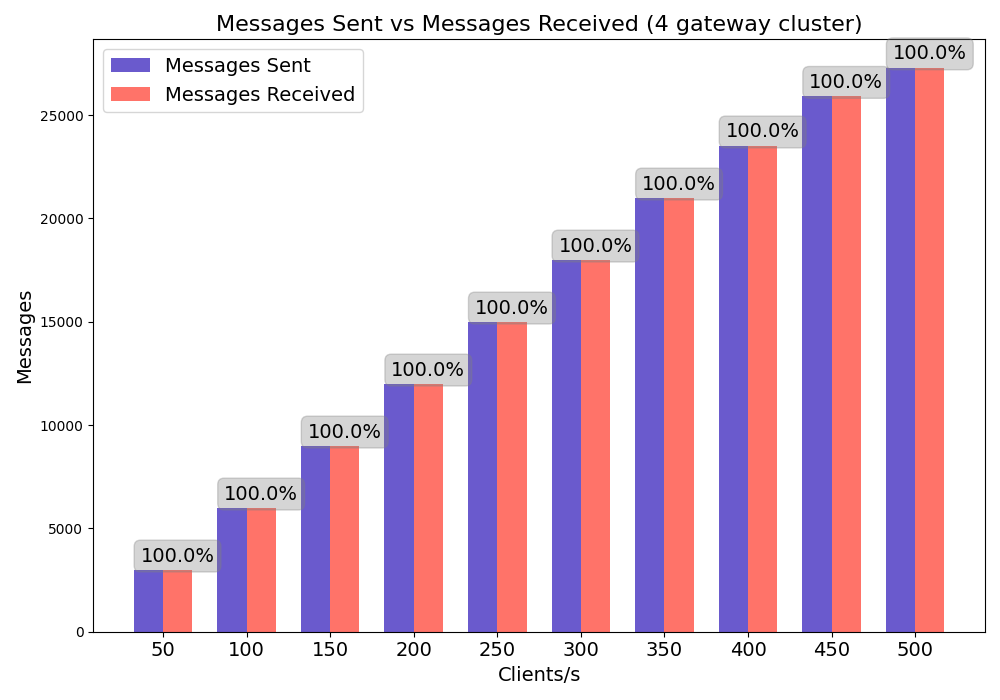 Messages Sent vs Messages Received (4 gateway cluster)
Messages Sent
Messages Received
100.0%
100.0%
100.0%
100.0%
100.0%
100.0%
100.0%
100.0%
100.0%
100.0%
Messages
25000
20000
15000
10000
5000
0
50 100 150 200 250 300 350 400 450 500
Clients/s